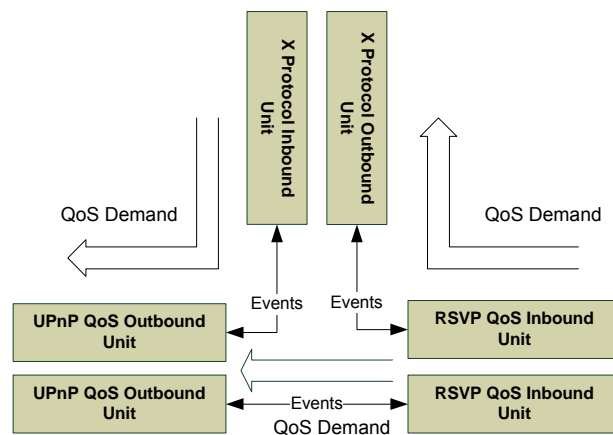 X Protocol Inbound
Unit
X Protocol Outbound
Unit
QoS Demand
QoS Demand
Events
Events
UPnP QoS Outbound
Unit
RSVP QoS Inbound
Unit
UPnP QoS Outbound
Unit
Events
RSVP QoS Inbound
Unit
QoS Demand